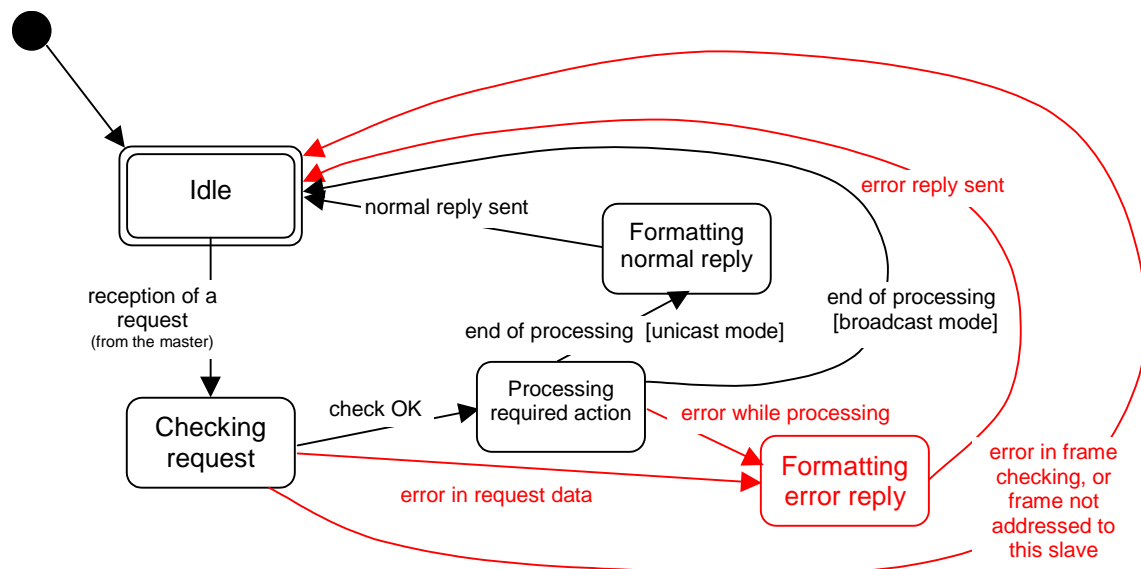 Idle
error reply sent
normal reply sent
Formatting
normal reply
reception of a
request
(from the master)
end of processing
[broadcast mode]
end of processing [unicast mode]
Processing
required action
check OK
error while processing
Checking
request
error in request data
Formatting
error reply
error in frame
checking, or
frame not
addressed to
this slave